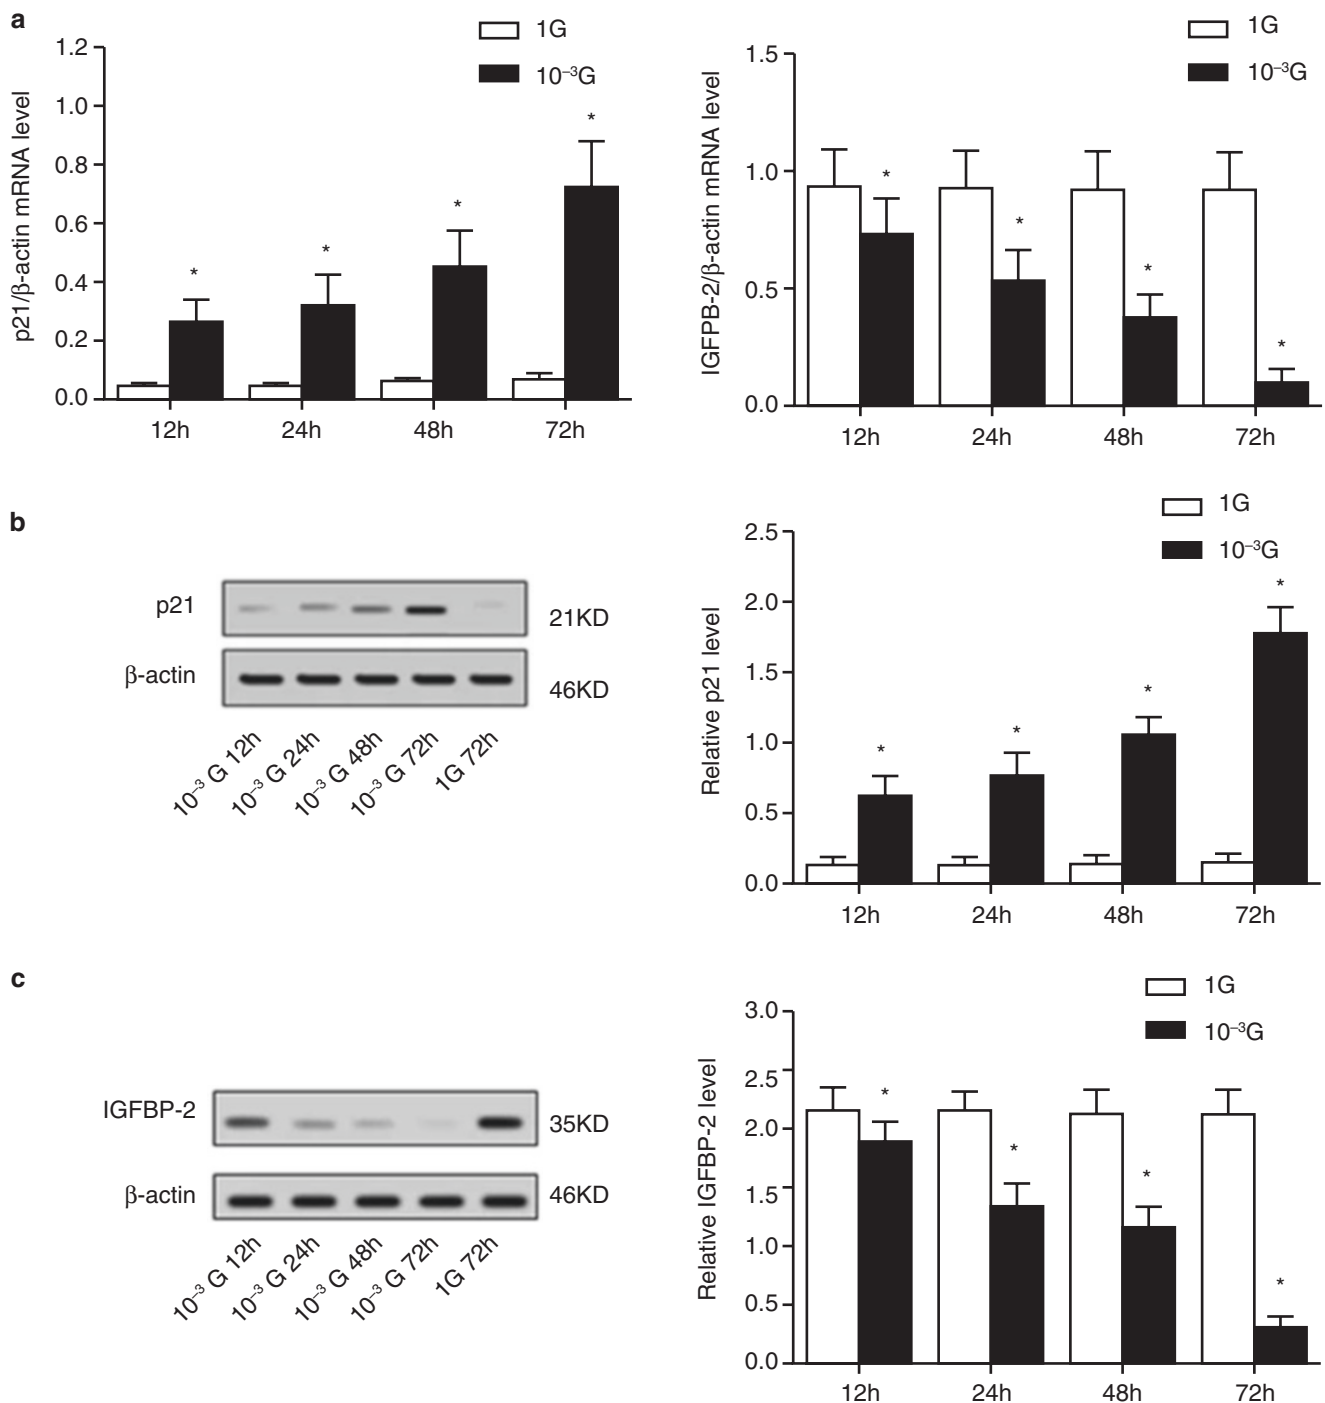 a
1G
10⁻³G
p21/β-actin mRNA level
1.2
1.0
0.8
0.6
0.4
0.2
0.0
*
*
*
*
12h 24h 48h 72h
1G
10⁻³G
IGFPB-2/β-actin mRNA level
1.5
1.0
0.5
0.0
*
*
*
*
12h 24h 48h 72h
b
p21
21KD
β-actin
46KD
10⁻³ G 12h
10⁻³ G 24h
10⁻³ G 48h
10⁻³ G 72h
1G 72h
1G
10⁻³G
Relative p21 level
2.5
2.0
1.5
1.0
0.5
0.0
*
*
*
*
12h 24h 48h 72h
c
IGFBP-2
35KD
β-actin
46KD
10⁻³ G 12h
10⁻³ G 24h
10⁻³ G 48h
10⁻³ G 72h
1G 72h
1G
10⁻³G
Relative IGFBP-2 level
3.0
2.5
2.0
1.5
1.0
0.5
0.0
*
*
*
*
12h 24h 48h 72h